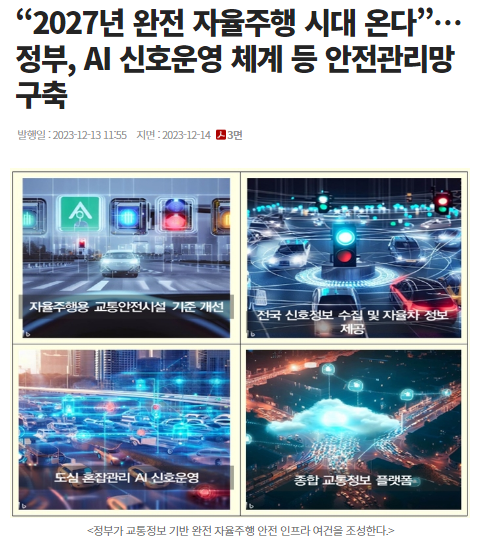 “2027년 완전 자율주행 시대 온다”…
정부, AI 신호운영 체계 등 안전관리망
구축
발행일 : 2023-12-13 11:55 지면 : 2023-12-14 3면
자율주행용 교통안전시설 기준 개선
전국 신호정보 수집 및 자율차 정보
제공
도심 혼잡관리 AI 신호운영
종합 교통정보 플랫폼
<정부가 교통정보 기반 완전 자율주행 안전 인프라 여건을 조성한다.>